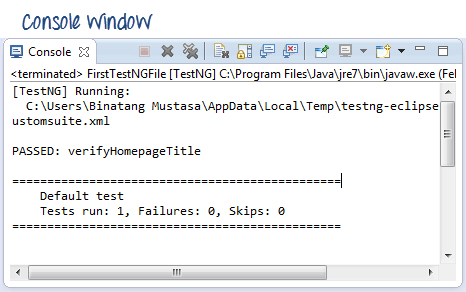 Console Window
Console
<terminated> FirstTestNGFile [TestNG] C:\Program Files\Java\jre7\bin\javaw.exe (Fel
[TestNG] Running:
C:\Users\Binatang Mustasa\AppData\Local\Temp\testng-eclipse
ustomsuite.xml
PASSED: verifyHomepageTitle
===============================================
Default test
Tests run: 1, Failures: 0, Skips: 0
===============================================